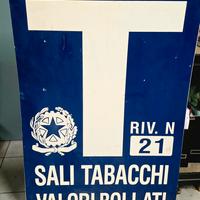 T
RIV. N
21
SALI TABACCHI
VALORI BOLLATI